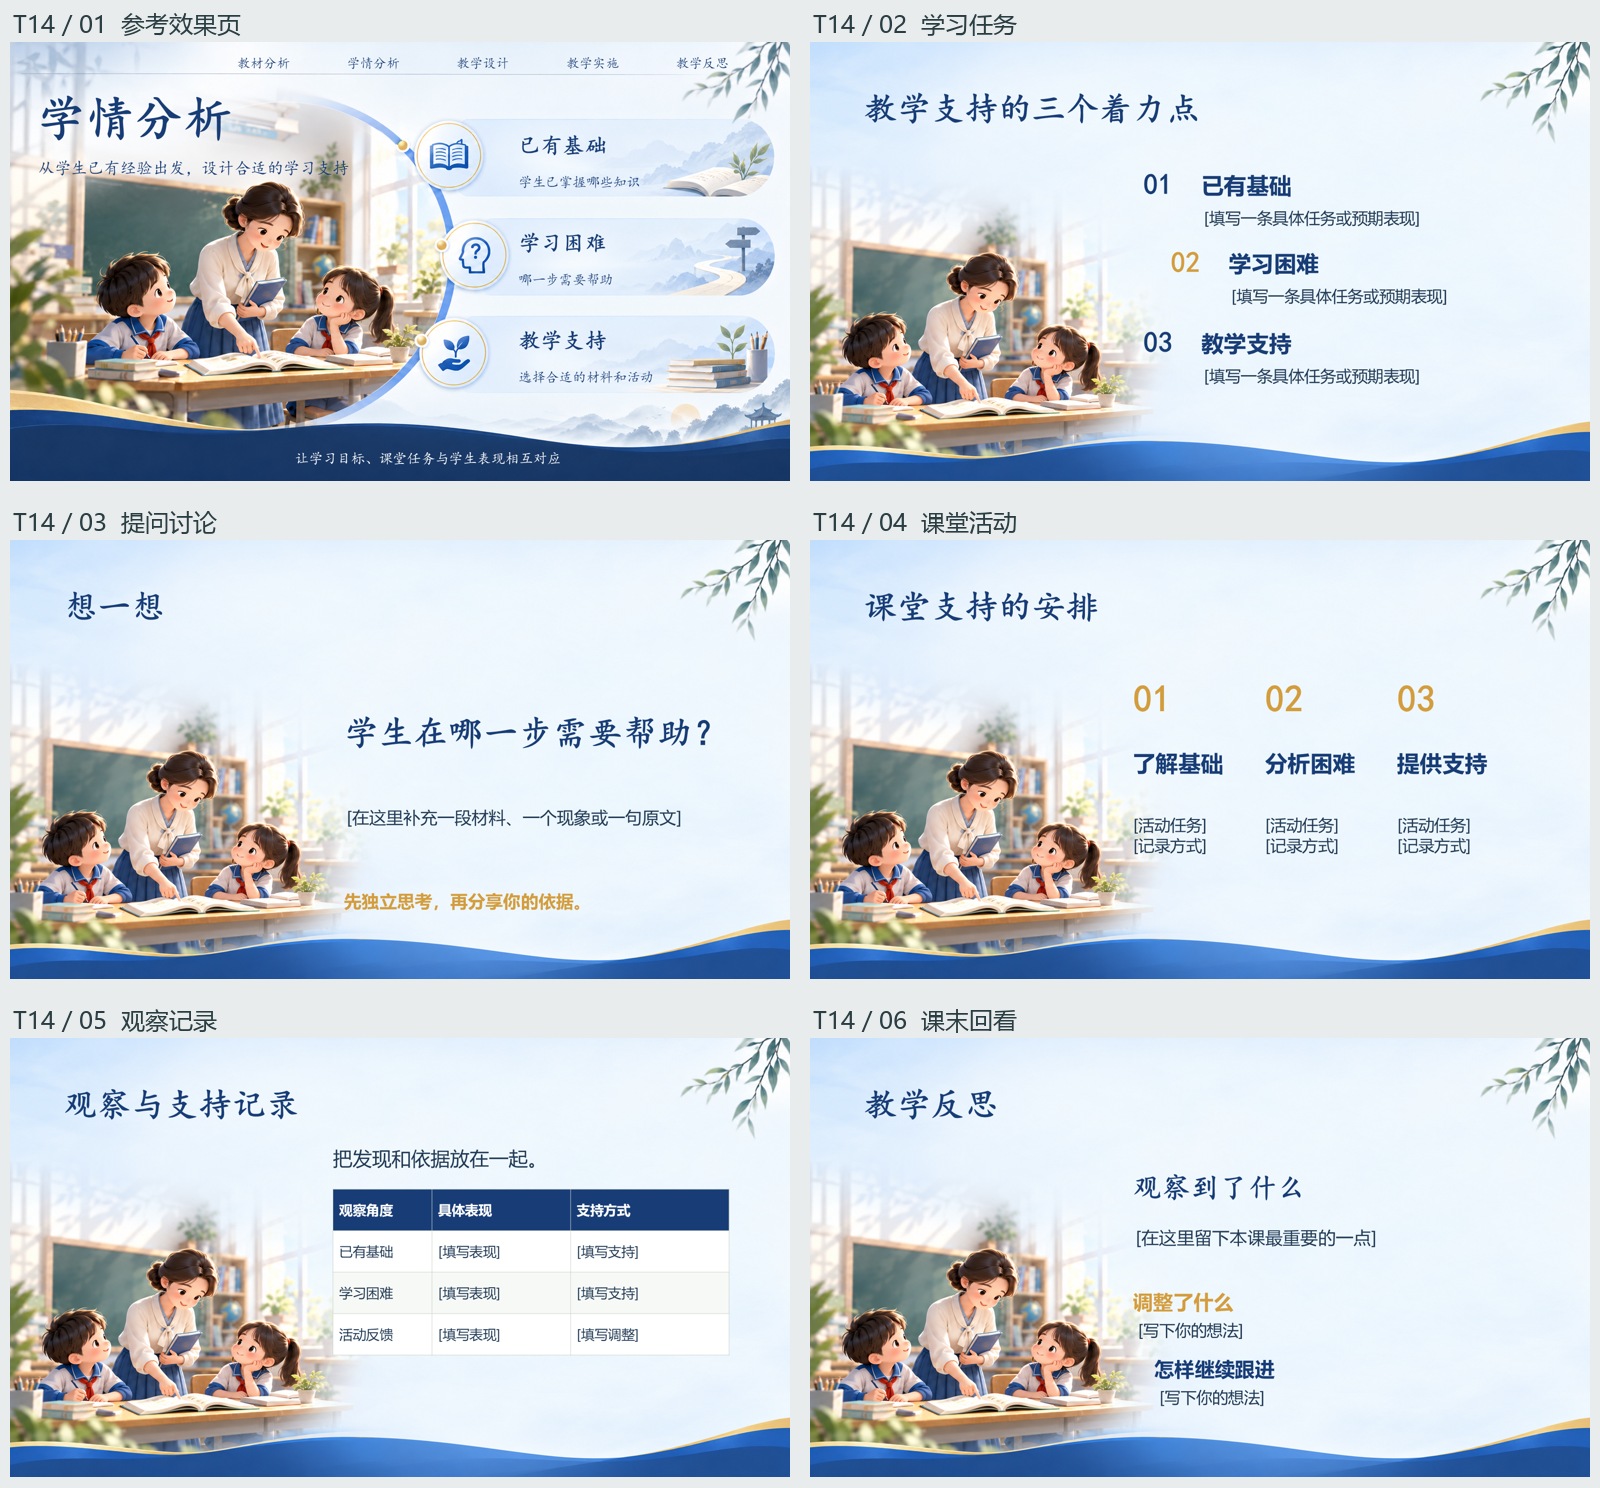 T14 / 01 参考效果页
教材分析 学情分析 教学设计 教学实施 教学反思
学情分析
从学生已有经验出发，设计合适的学习支持
已有基础
学生已掌握哪些知识
学习困难
哪一步需要帮助
教学支持
选择合适的材料和活动
让学习目标、课堂任务与学生表现相互对应
T14 / 02 学习任务
教学支持的三个着力点
01 已有基础
[填写一条具体任务或预期表现]
02 学习困难
[填写一条具体任务或预期表现]
03 教学支持
[填写一条具体任务或预期表现]
T14 / 03 提问讨论
想一想
学生在哪一步需要帮助？
[在这里补充一段材料、一个现象或一句原文]
先独立思考，再分享你的依据。
T14 / 04 课堂活动
课堂支持的安排
01 02 03
了解基础 分析困难 提供支持
[活动任务] [活动任务] [活动任务]
[记录方式] [记录方式] [记录方式]
T14 / 05 观察记录
观察与支持记录
把发现和依据放在一起。
观察角度 具体表现 支持方式
已有基础 [填写表现] [填写支持]
学习困难 [填写表现] [填写支持]
活动反馈 [填写表现] [填写调整]
T14 / 06 课末回看
教学反思
观察到了什么
[在这里留下本课最重要的一点]
调整了什么
[写下你的想法]
怎样继续跟进
[写下你的想法]